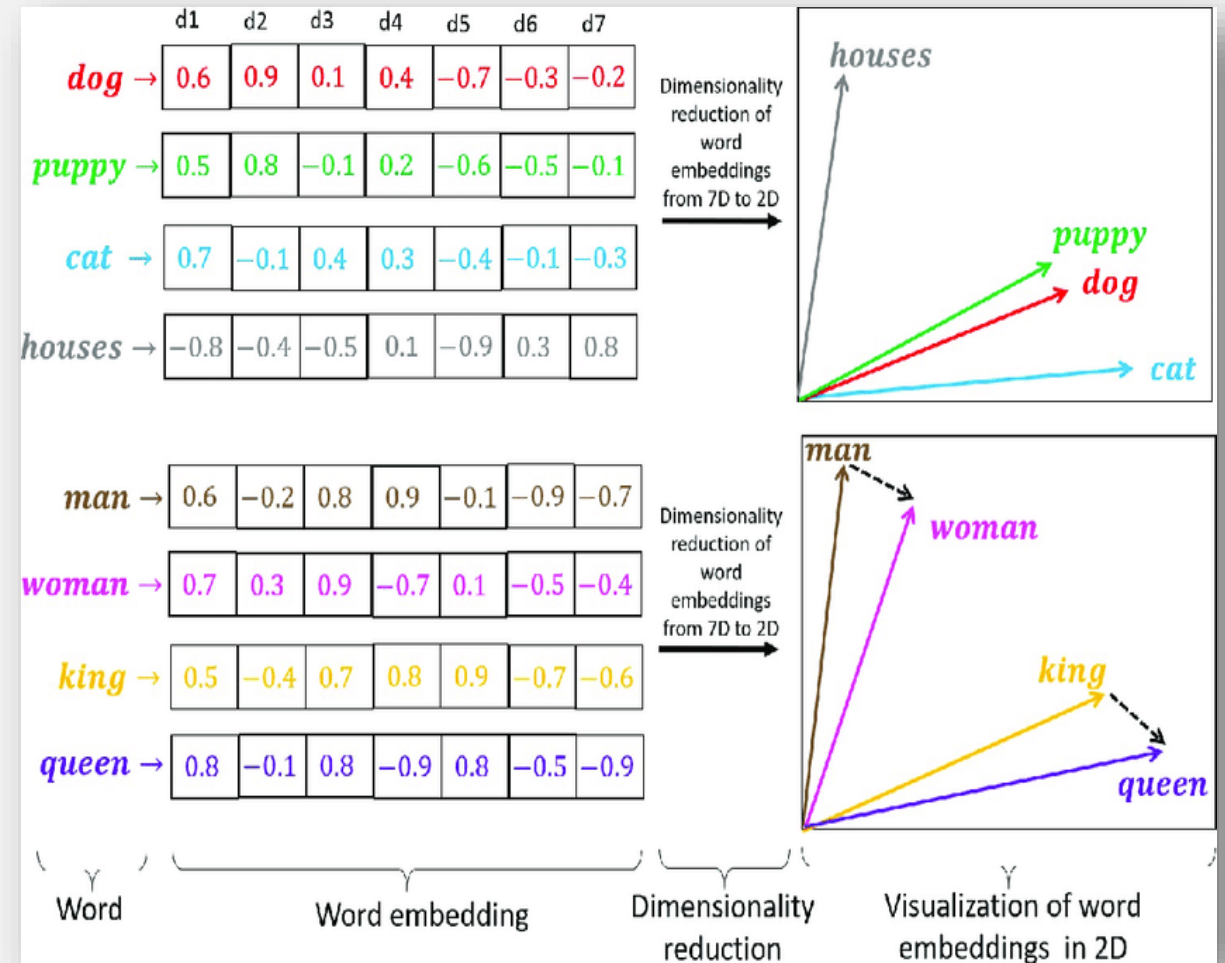 d1 d2 d3 d4 d5 d6 d7
dog → 0.6 0.9 0.1 0.4 −0.7 −0.3 −0.2
puppy → 0.5 0.8 −0.1 0.2 −0.6 −0.5 −0.1
cat → 0.7 −0.1 0.4 0.3 −0.4 −0.1 −0.3
houses → −0.8 −0.4 −0.5 0.1 −0.9 0.3 0.8
Dimensionality
reduction of
word
embeddings
from 7D to 2D
houses
puppy
dog
cat
man → 0.6 −0.2 0.8 0.9 −0.1 −0.9 −0.7
woman → 0.7 0.3 0.9 −0.7 0.1 −0.5 −0.4
king → 0.5 −0.4 0.7 0.8 0.9 −0.7 −0.6
queen → 0.8 −0.1 0.8 −0.9 0.8 −0.5 −0.9
Dimensionality
reduction of
word
embeddings
from 7D to 2D
man
woman
king
queen
Word
Word embedding
Dimensionality
reduction
Visualization of word
embeddings in 2D